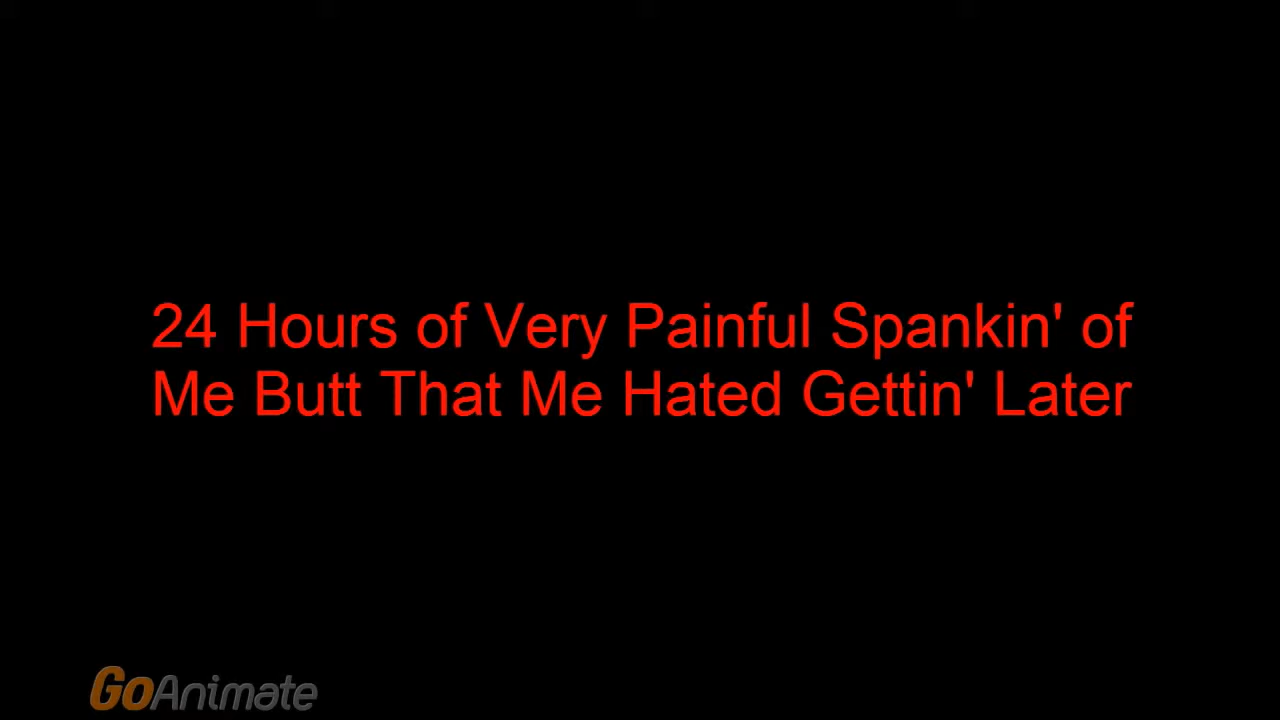 24 Hours of Very Painful Spankin' of
Me Butt That Me Hated Gettin' Later
GoAnimate